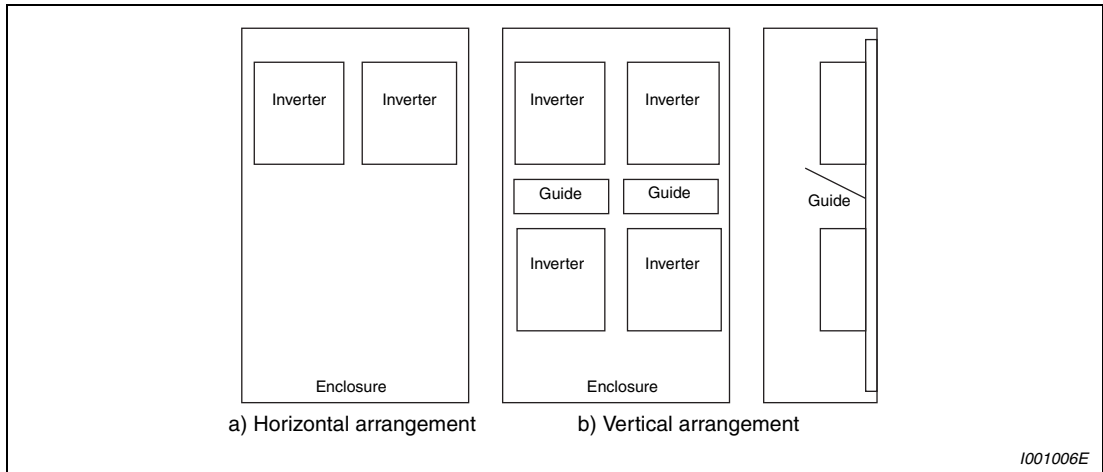 Inverter Inverter
Enclosure
a) Horizontal arrangement
Inverter Inverter
Guide Guide
Inverter Inverter
Enclosure
Guide
b) Vertical arrangement
I001006E